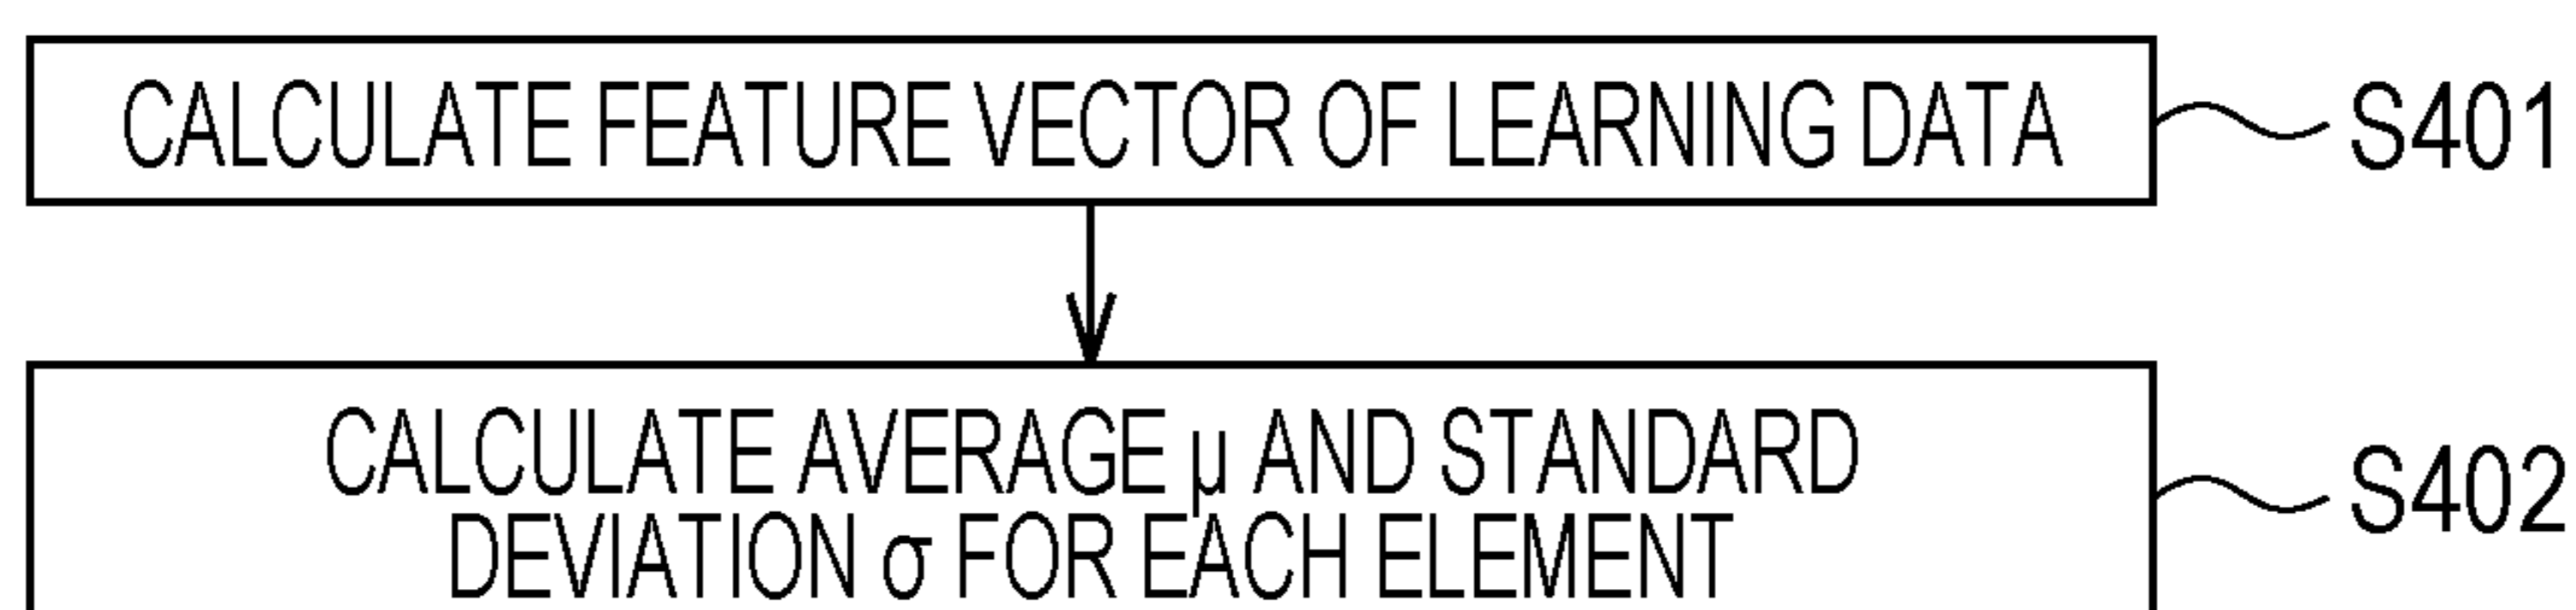 CALCULATE FEATURE VECTOR OF LEARNING DATA
S401
CALCULATE AVERAGE μ AND STANDARD
DEVIATION σ FOR EACH ELEMENT
S402